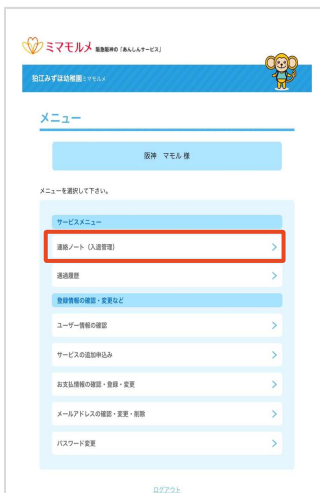 ミマモルメ 阪急阪神の「あんしんサービス」
狛江みずほ幼稚園ミマモルメ
メニュー
阪神 マモル 様
メニューを選択して下さい。
サービスメニュー
連絡ノート(入退管理)
通過履歴
登録情報の確認・変更など
ユーザー情報の確認
サービスの追加申込み
お支払情報の確認・登録・変更
メールアドレスの確認・変更・削除
パスワード変更
ログアウト